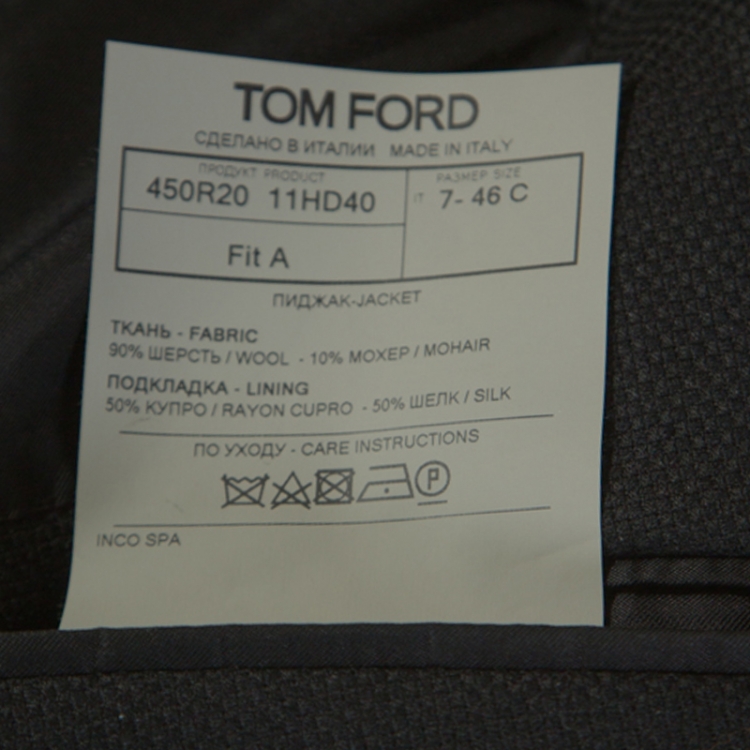 TOM FORD
СДЕЛАНО В ИТАЛИИ MADE IN ITALY
ПРОДУКТ PRODUCT
РАЗМЕР SIZE
450R20 11HD40
IT 7- 46 C
Fit A
ПИДЖАК-JACKET
ТКАНЬ - FABRIC
90% ШЕРСТЬ / WOOL - 10% МОХЕР / MOHAIR
ПОДКЛАДКА - LINING
50% КУПРО / RAYON CUPRO - 50% ШЕЛК / SILK
ПО УХОДУ - CARE INSTRUCTIONS
P
INCO SPA